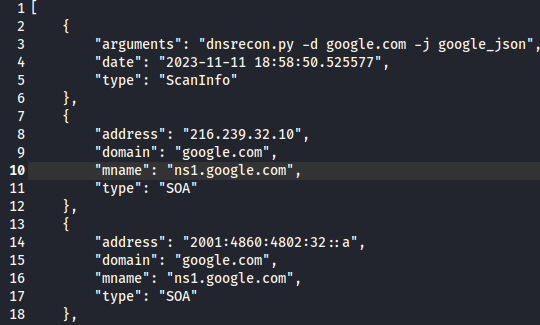 1 [
2 {
3 "arguments": "dnsrecon.py -d google.com -j google_json",
4 "date": "2023-11-11 18:58:50.525577",
5 "type": "ScanInfo"
6 },
7 {
8 "address": "216.239.32.10",
9 "domain": "google.com",
10 "mname": "ns1.google.com",
11 "type": "SOA"
12 },
13 {
14 "address": "2001:4860:4802:32::a",
15 "domain": "google.com",
16 "mname": "ns1.google.com",
17 "type": "SOA"
18 },